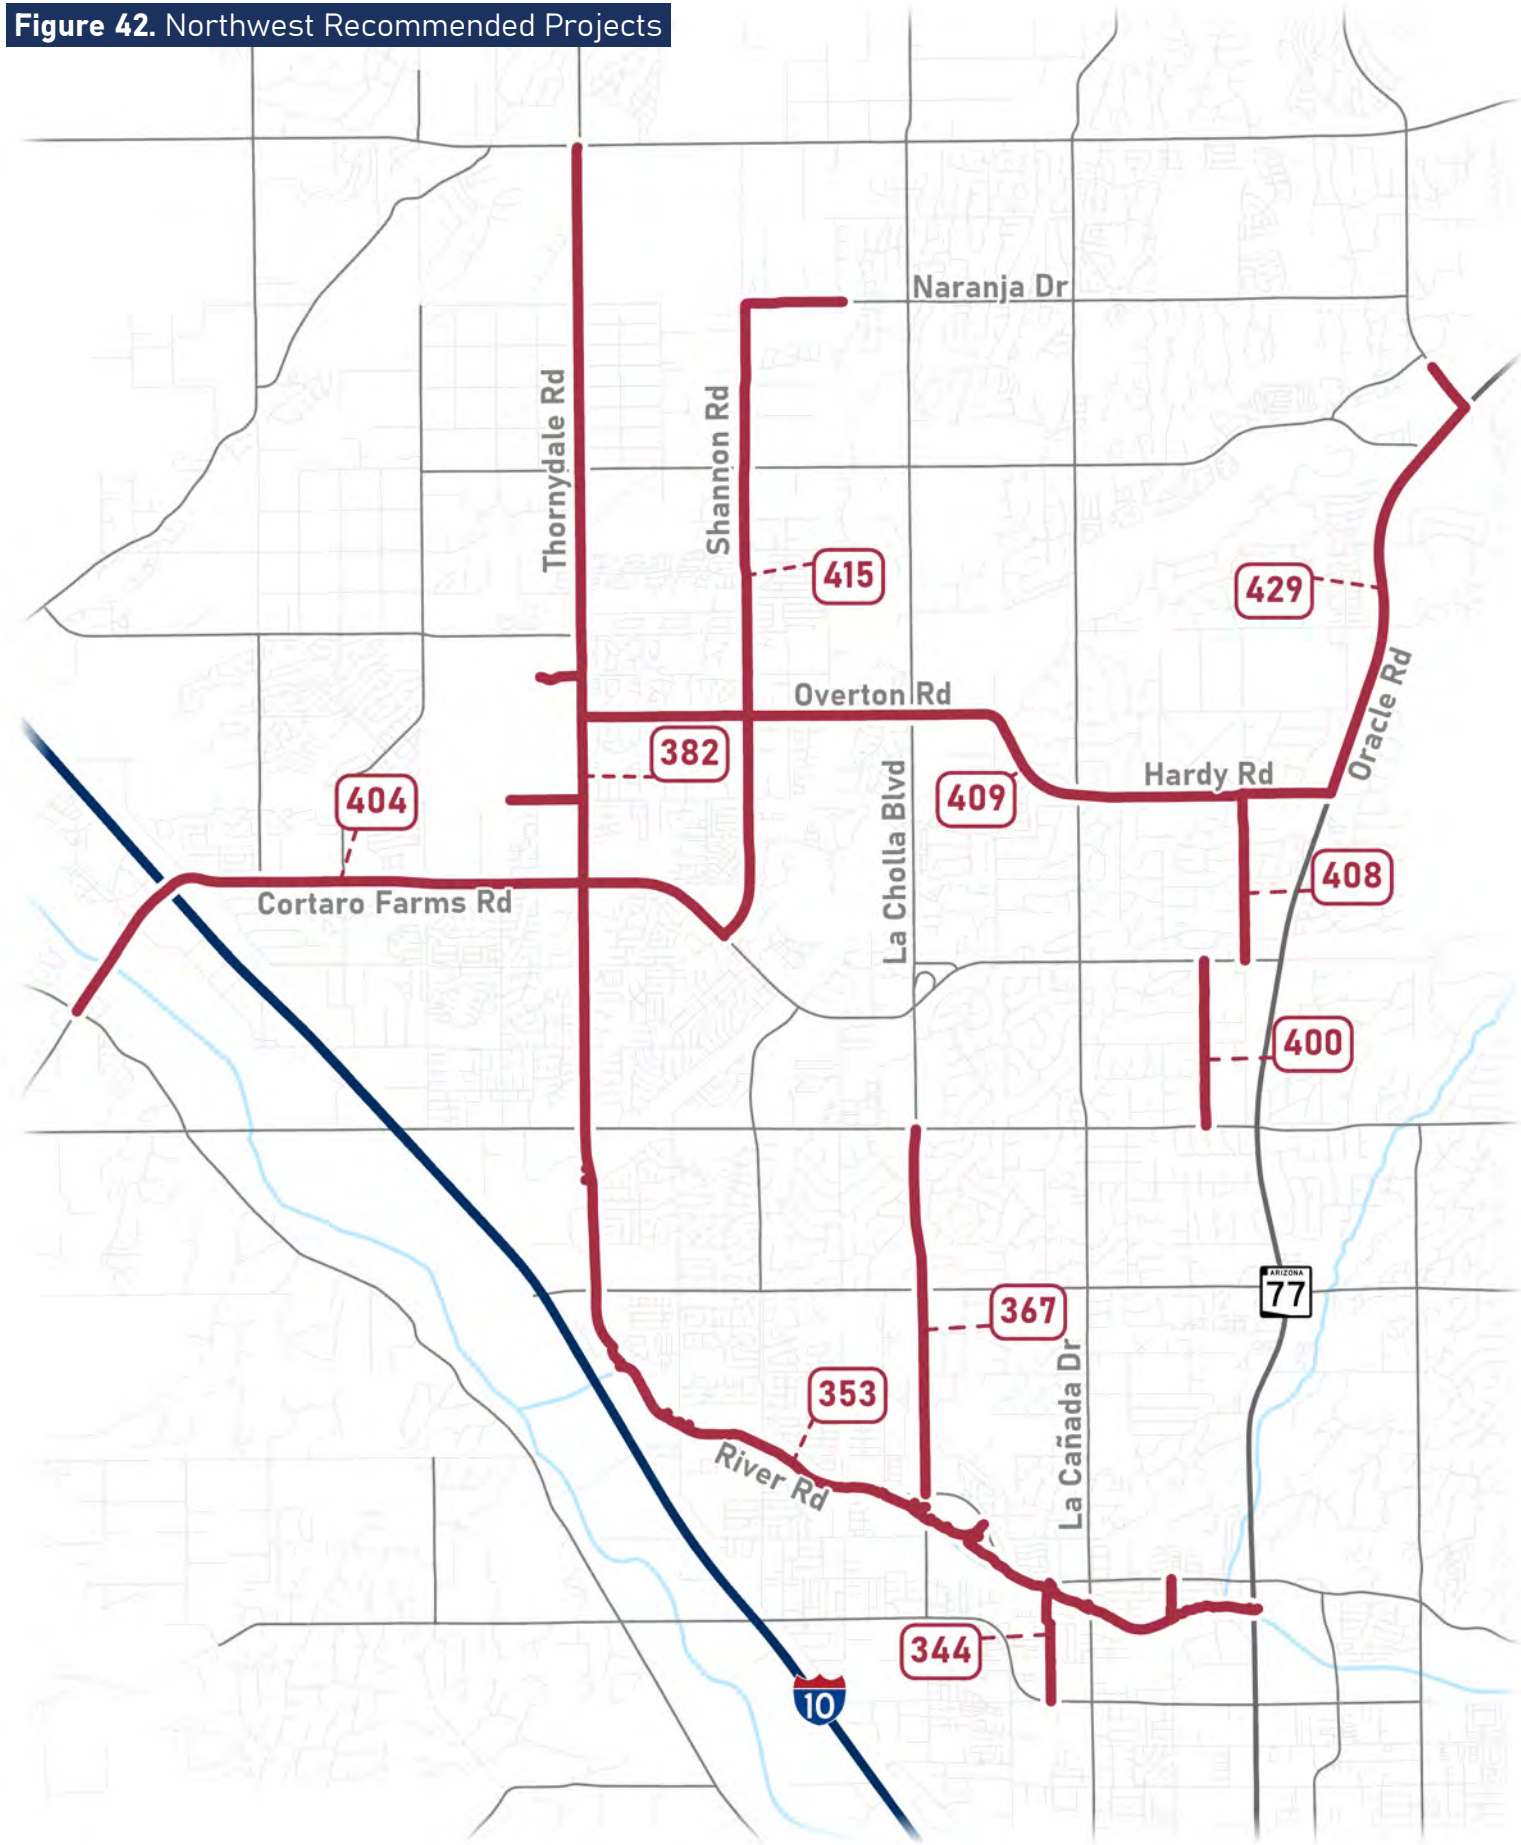 Figure 42. Northwest Recommended Projects
Naranja Dr
Thornydale Rd
Shannon Rd
415
429
Oracle Rd
Overton Rd
382
Hardy Rd
404
409
La Cholla Blvd
408
Cortaro Farms Rd
400
ARIZONA
77
367
La Cañada Dr
353
River Rd
344
10